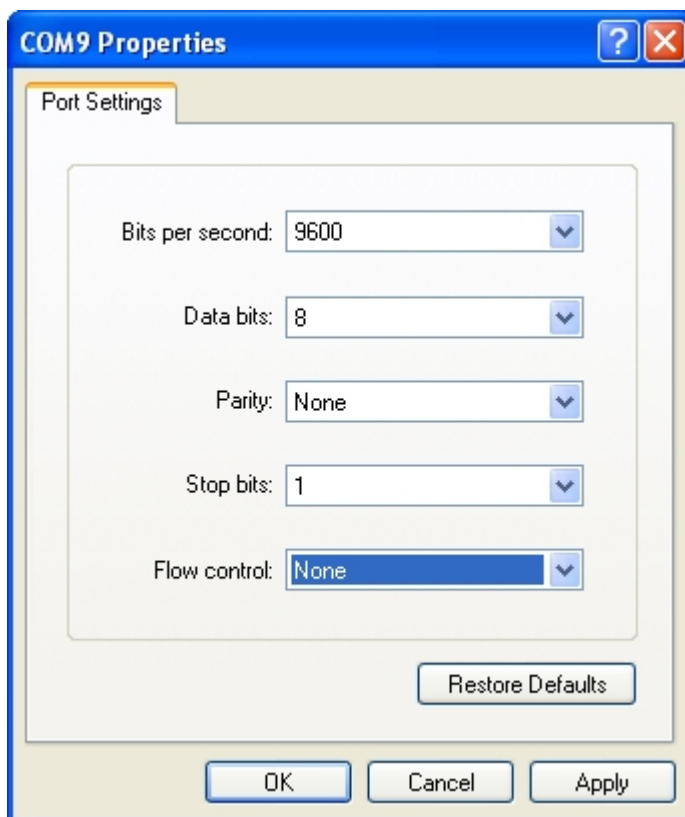 COM9 Properties
Port Settings
Bits per second: 9600
Data bits: 8
Parity: None
Stop bits: 1
Flow control: None
Restore Defaults
OK Cancel Apply